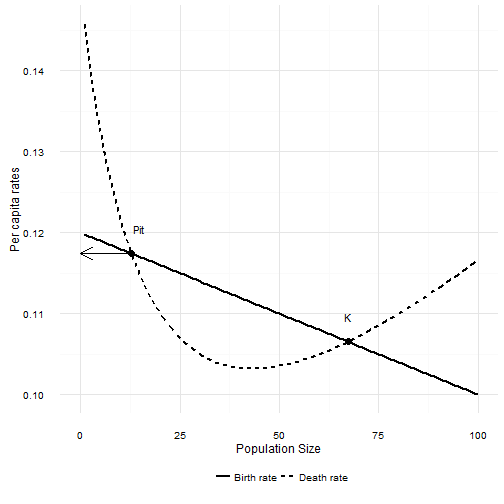 Per capita rates
0.14
0.13
0.12
0.11
0.10
Pit
K
0 25 50 75 100
Population Size
Birth rate Death rate